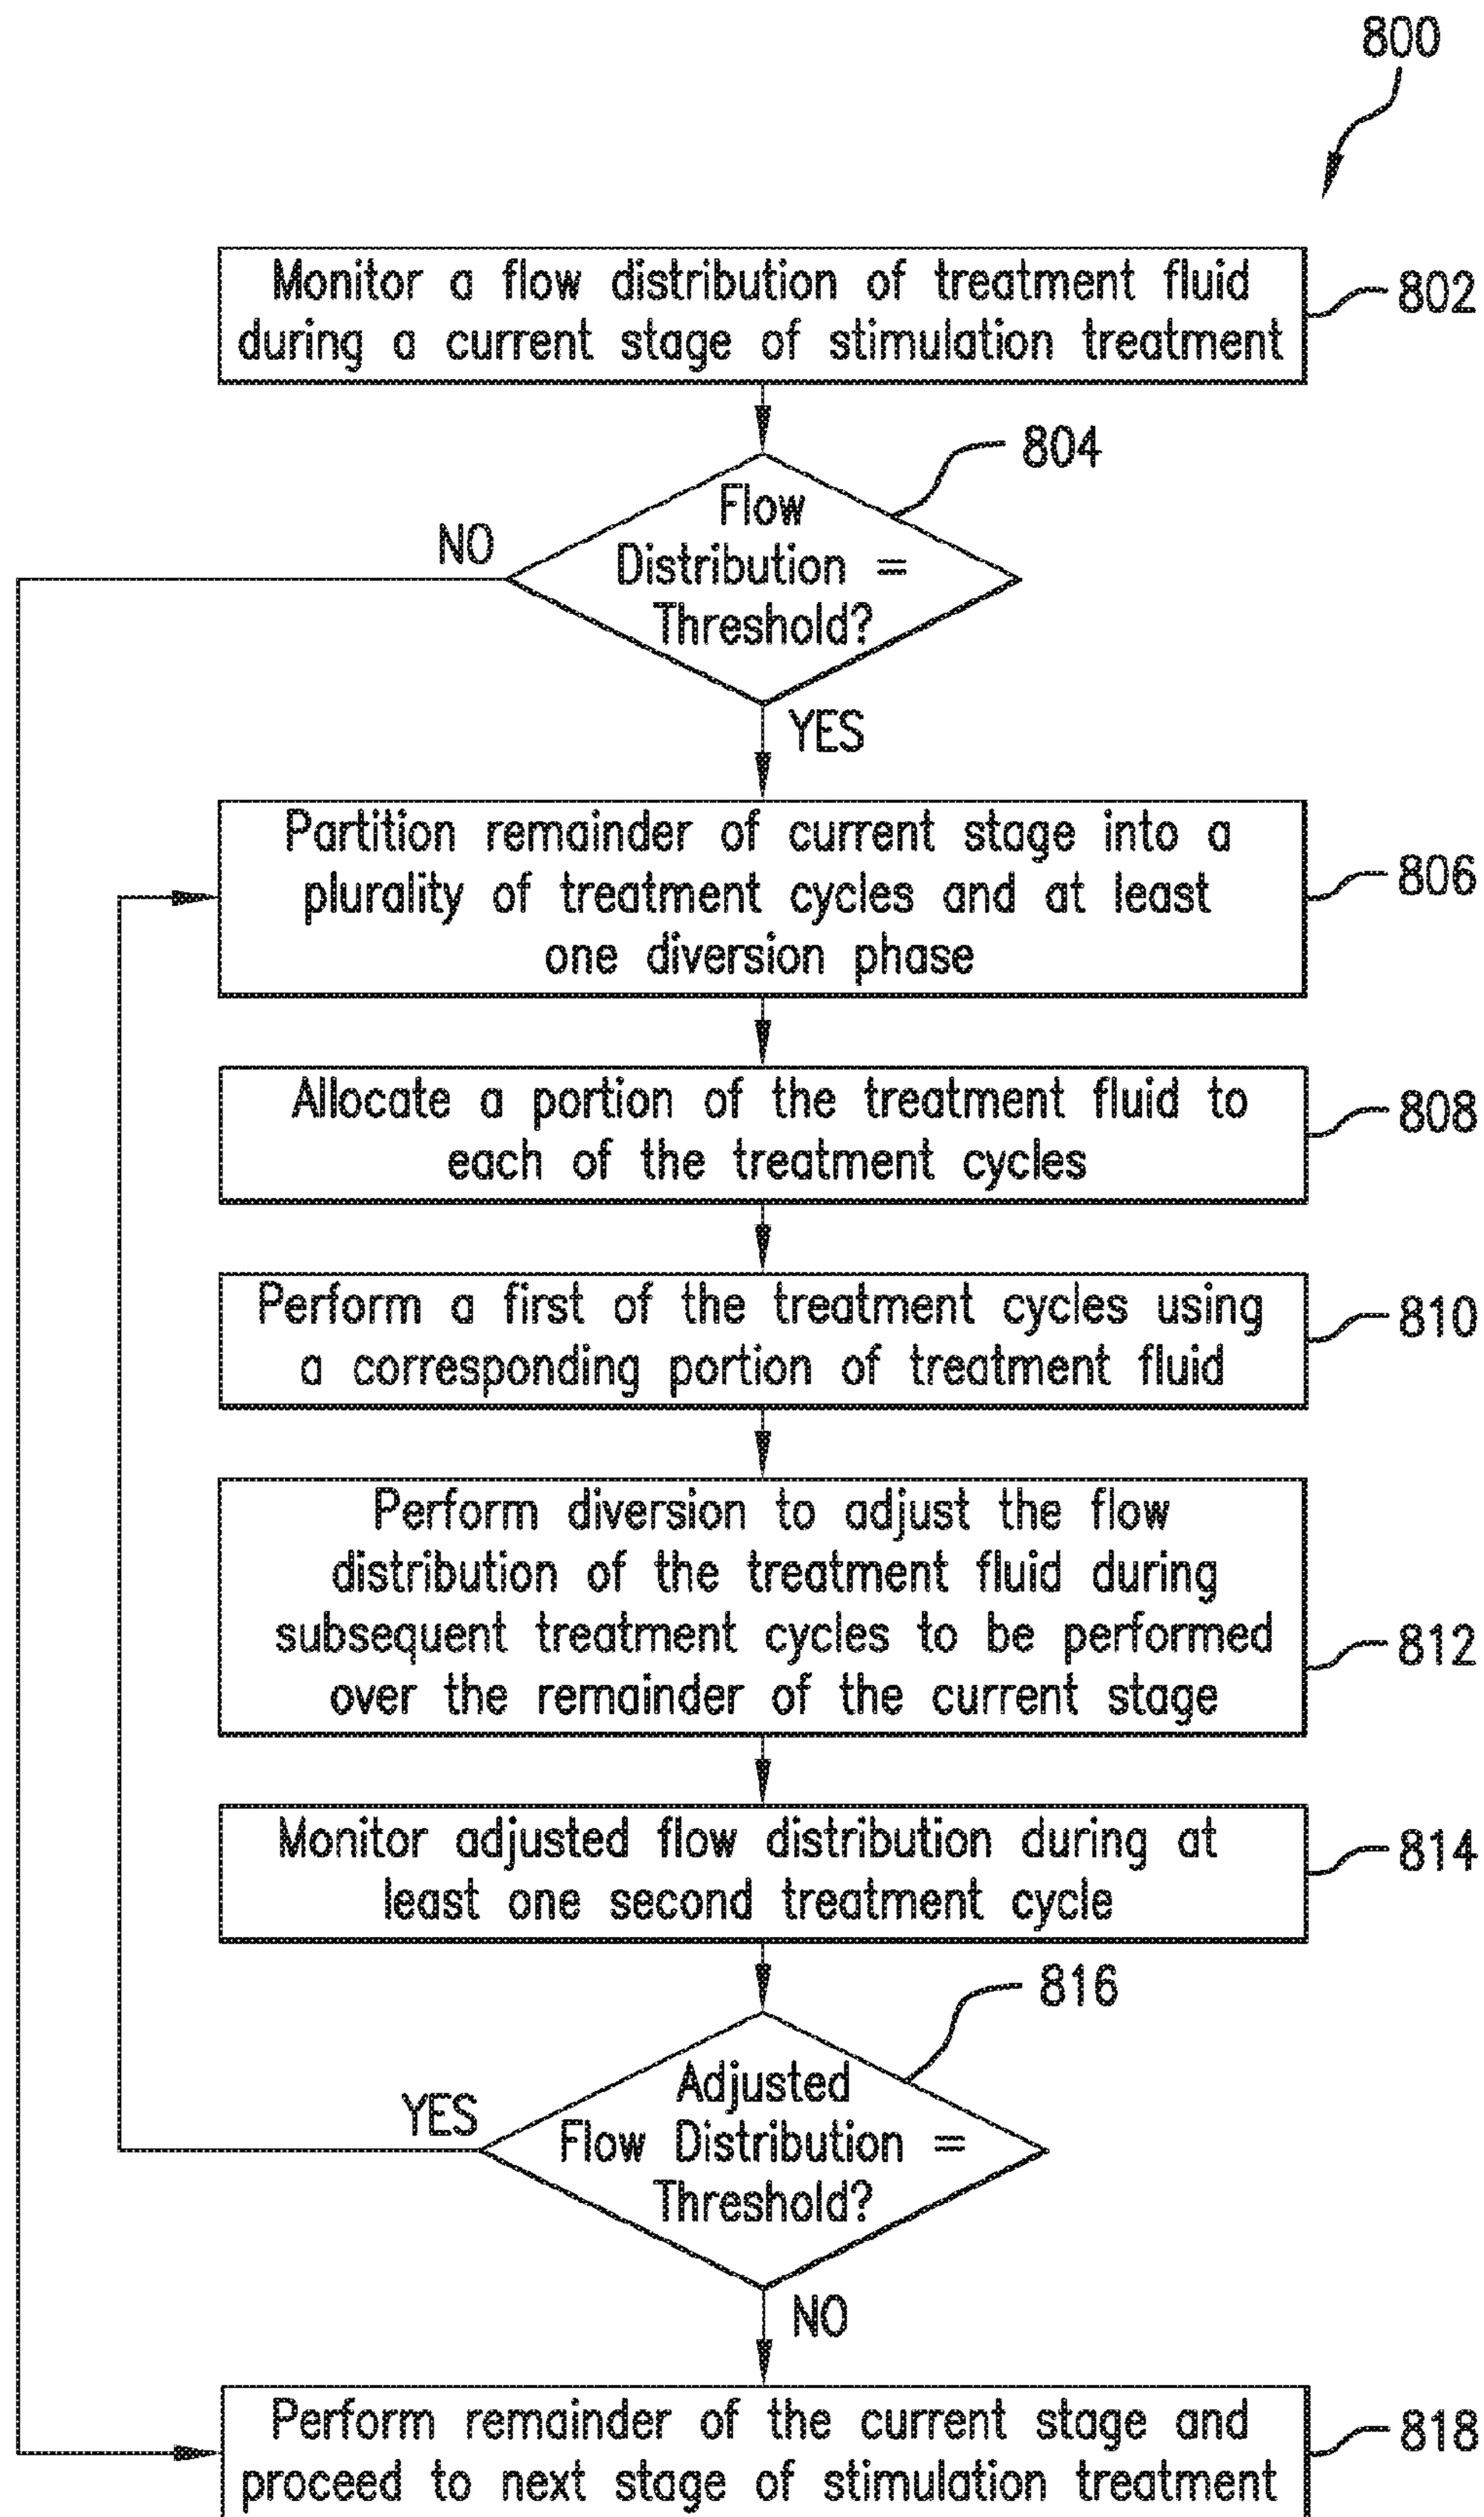 800
Monitor a flow distribution of treatment fluid
during a current stage of stimulation treatment
802
804
Flow
Distribution =
Threshold?
NO
YES
Partition remainder of current stage into a
plurality of treatment cycles and at least
one diversion phase
806
Allocate a portion of the treatment fluid to
each of the treatment cycles
808
Perform a first of the treatment cycles using
a corresponding portion of treatment fluid
810
Perform diversion to adjust the flow
distribution of the treatment fluid during
subsequent treatment cycles to be performed
over the remainder of the current stage
812
Monitor adjusted flow distribution during at
least one second treatment cycle
814
816
Adjusted
Flow Distribution =
Threshold?
YES
NO
Perform remainder of the current stage and
proceed to next stage of stimulation treatment
818